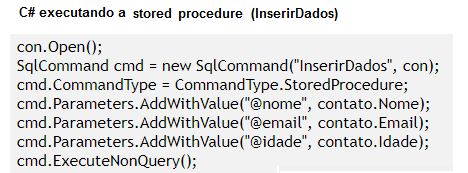 C# executando a stored procedure (InserirDados)
con.Open();
SqlCommand cmd = new SqlCommand("InserirDados", con);
cmd.CommandType = CommandType.StoredProcedure;
cmd.Parameters.AddWithValue("@nome", contato.Nome);
cmd.Parameters.AddWithValue("@email", contato.Email);
cmd.Parameters.AddWithValue("@idade", contato.Idade);
cmd.ExecuteNonQuery();